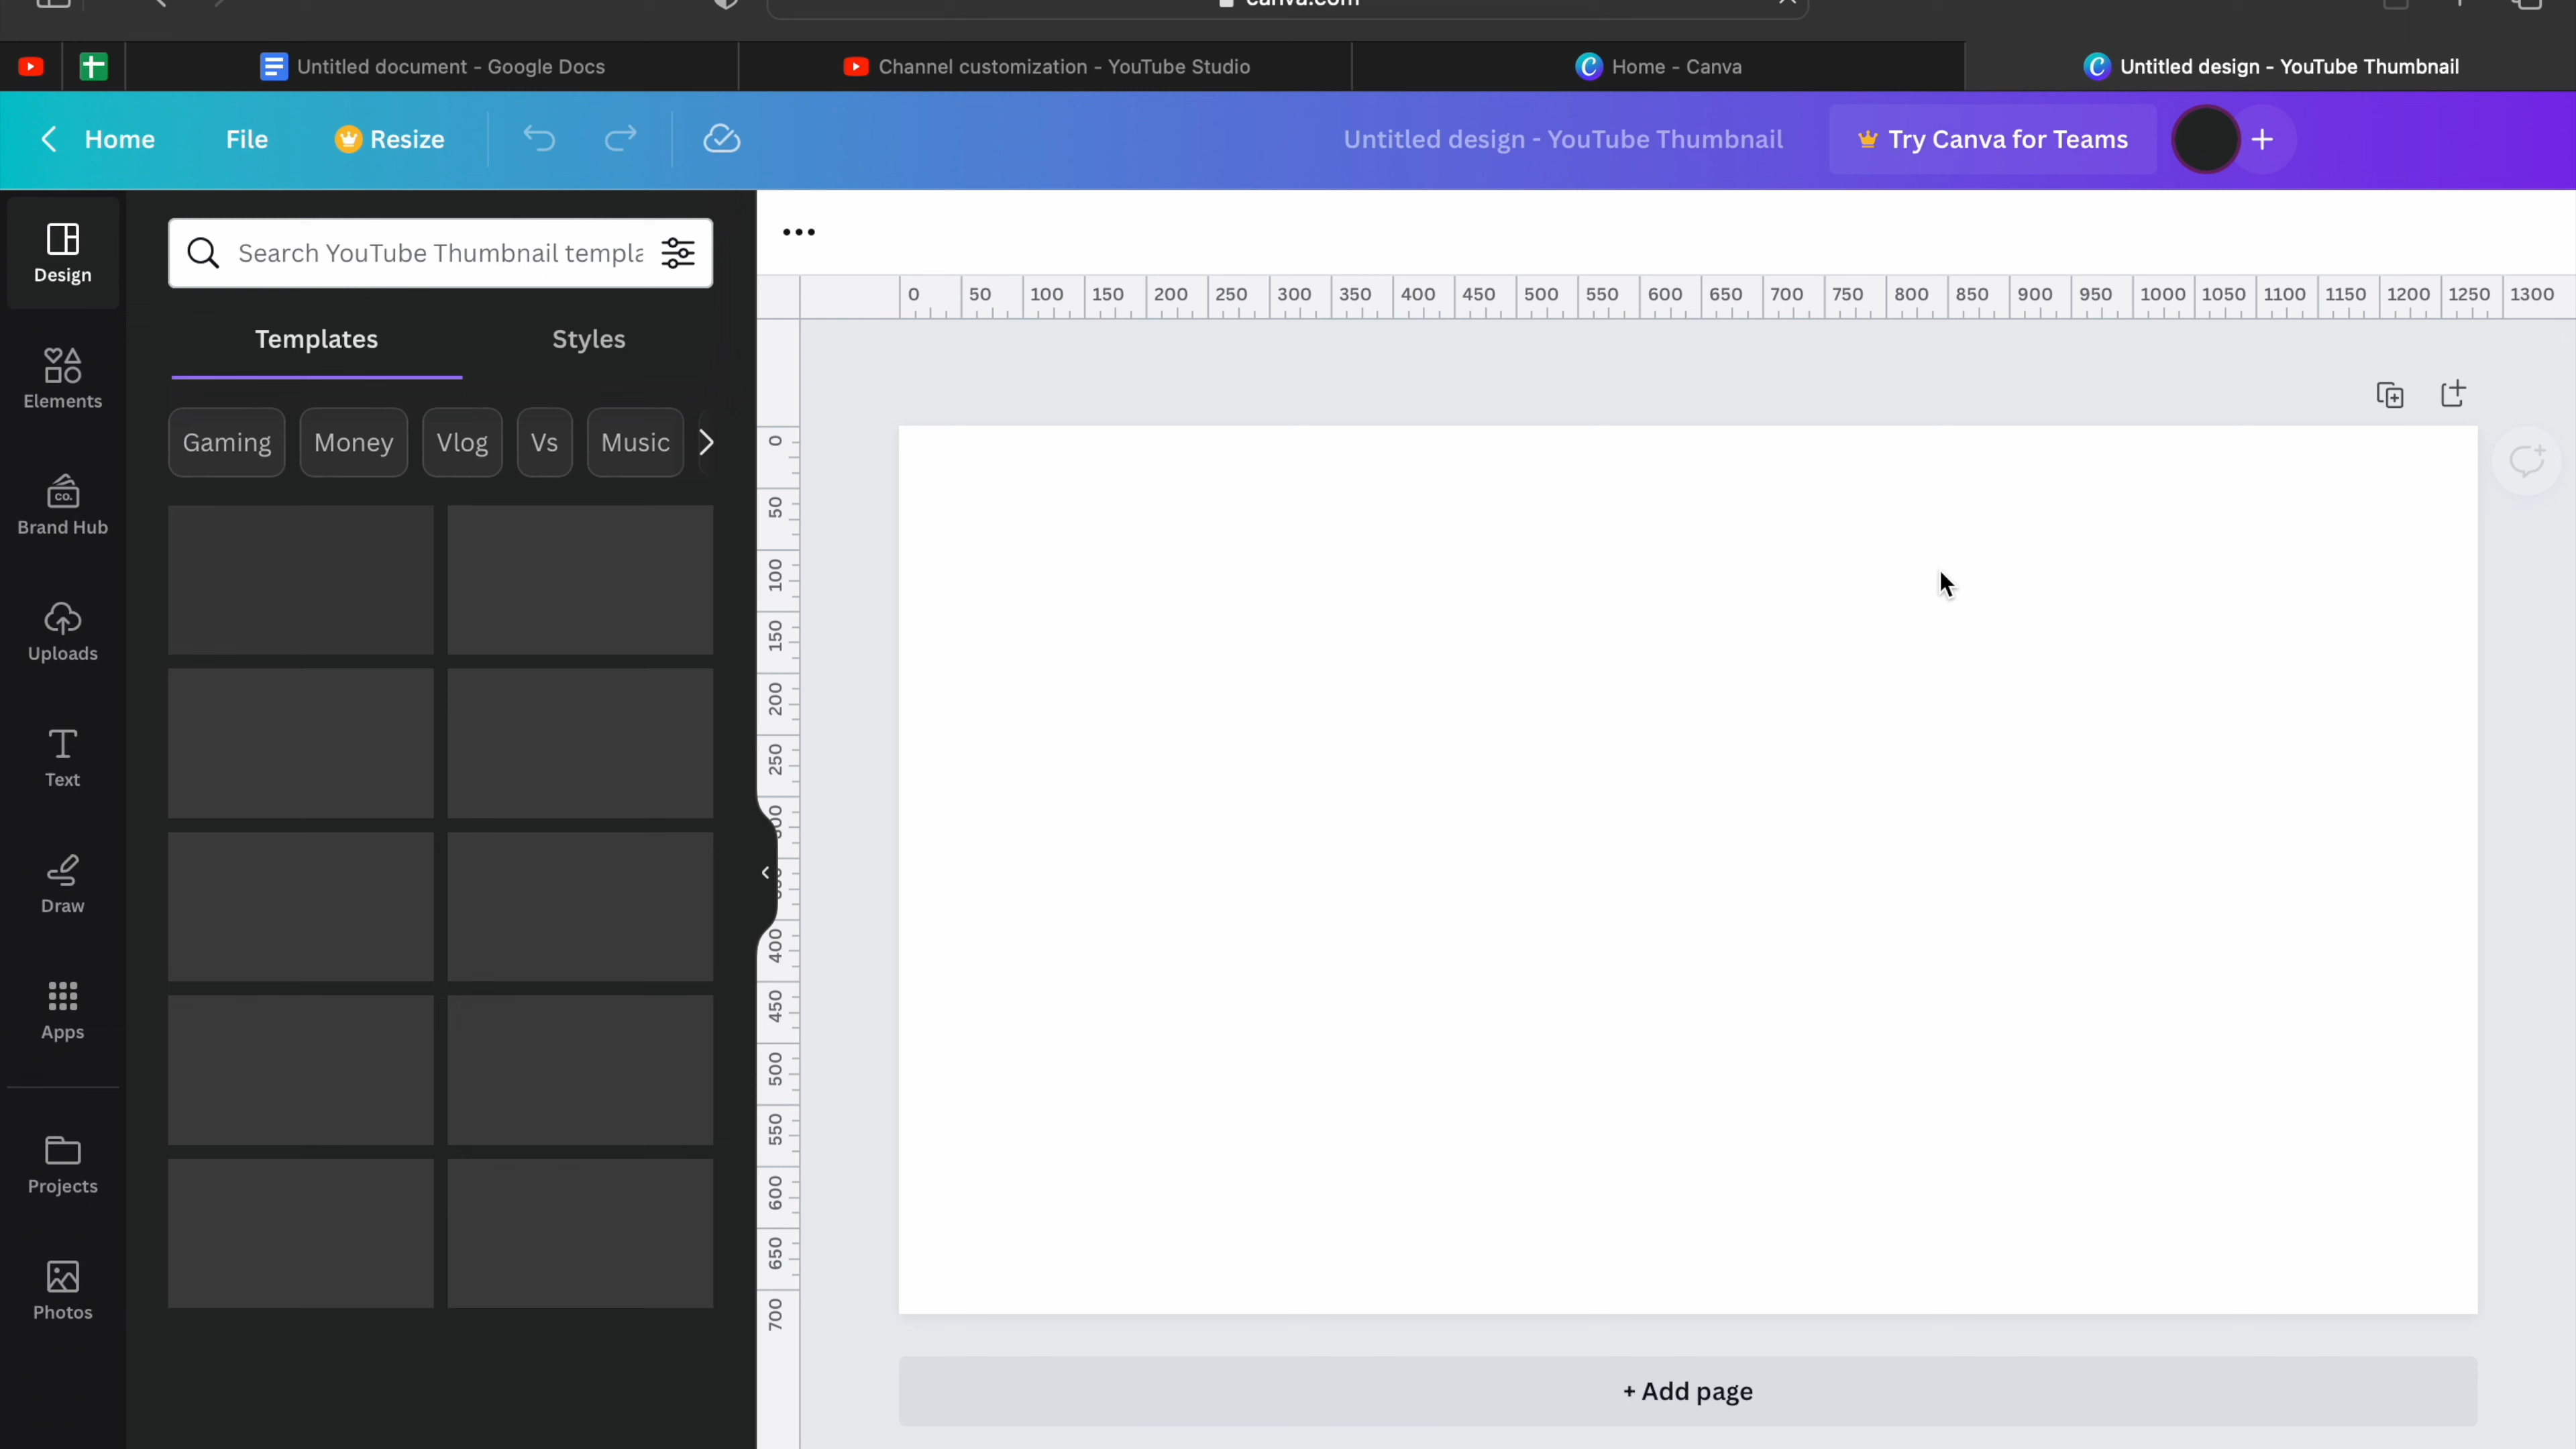 canva.com
Untitled document - Google Docs
Channel customization - YouTube Studio
Home - Canva
Untitled design - YouTube Thumbnail
Home
File
Resize
Untitled design - YouTube Thumbnail
Try Canva for Teams
Design
Search YouTube Thumbnail templa
Templates
Styles
Gaming
Money
Vlog
Vs
Music
Elements
CO.
Brand Hub
Uploads
Text
Draw
Apps
Projects
Photos
0 50 100 150 200 250 300 350 400 450 500 550 600 650 700 750 800 850 900 950 1000 1050 1100 1150 1200 1250 1300
0
50
100
150
200
250
400
450
500
550
600
650
700
+ Add page